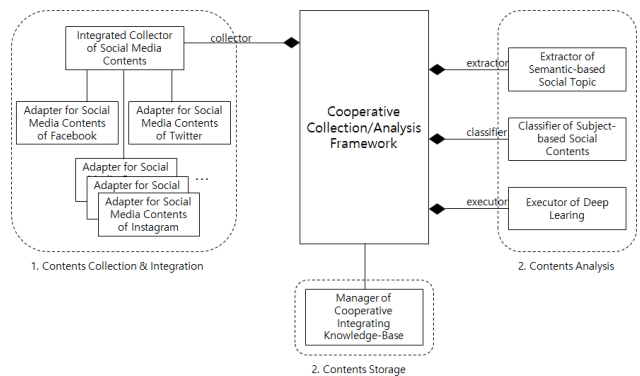 Integrated Collector
of Social Media
Contents
collector
Adapter for Social
Media Contents
of Facebook
Adapter for Social
Media Contents
of Twitter
Adapter for Social
Adapter for Social
Adapter for Social
Media Contents
of Instagram
...
1. Contents Collection & Integration
Cooperative
Collection/Analysis
Framework
extractor
Extractor of
Semantic-based
Social Topic
classifier
Classifier of Subject-
based Social
Contents
executor
Executor of Deep
Learing
2. Contents Analysis
Manager of
Cooperative
Integrating
Knowledge-Base
2. Contents Storage